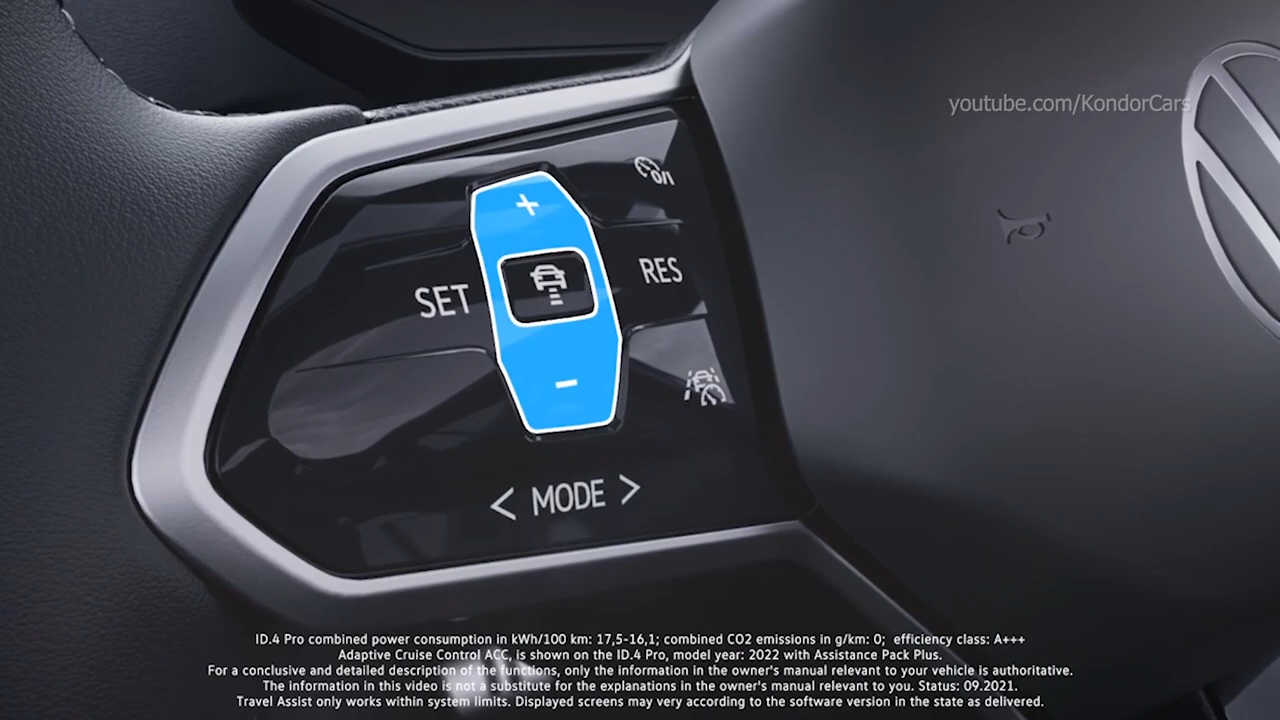 youtube.com/KondorCars
+
SET
RES
-
< MODE >
ID.4 Pro combined power consumption in kWh/100 km: 17,5-16,1; combined CO2 emissions in g/km: 0; efficiency class: A+++
Adaptive Cruise Control ACC, is shown on the ID.4 Pro, model year: 2022 with Assistance Pack Plus.
For a conclusive and detailed description of the functions, only the information in the owner's manual relevant to your vehicle is authoritative.
The information in this video is not a substitute for the explanations in the owner's manual relevant to you. Status: 09.2021.
Travel Assist only works within system limits. Displayed screens may very according to the software version in the state as delivered.